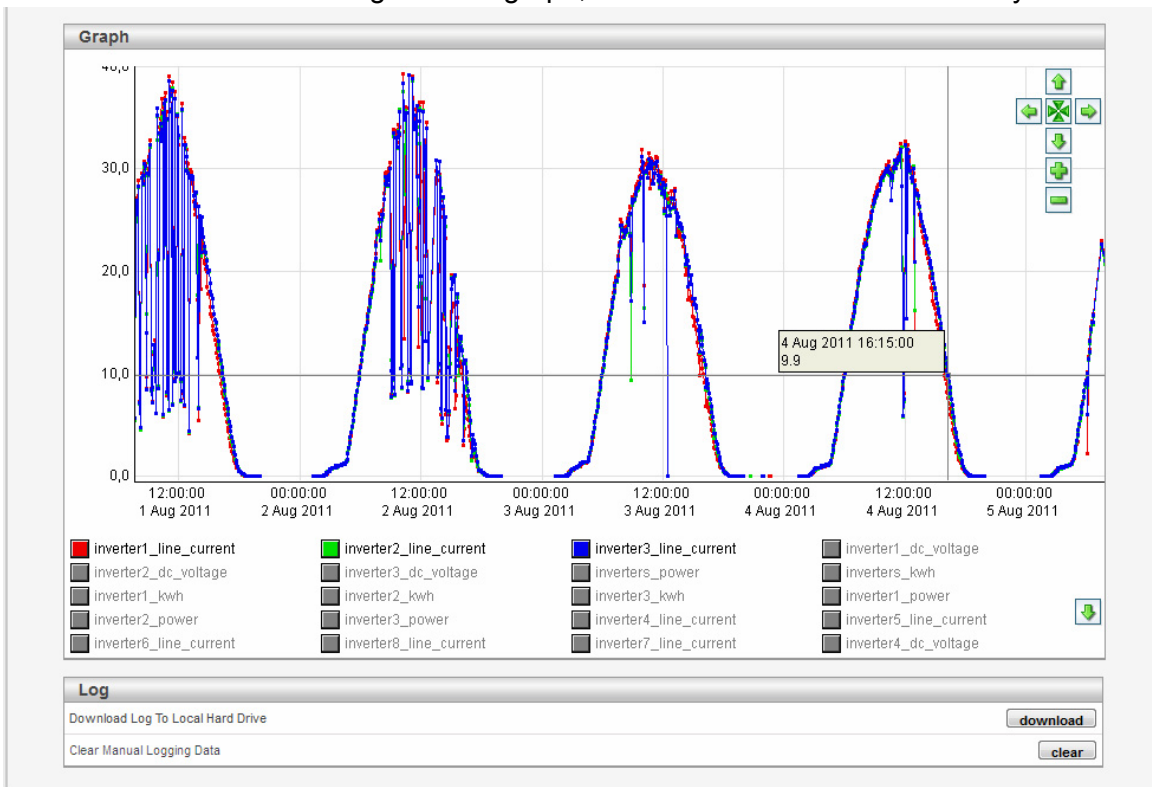 Graph
40,0
30,0
20,0
10,0
0,0
4 Aug 2011 16:15:00
9.9
12:00:00 00:00:00 12:00:00 00:00:00 12:00:00 00:00:00 12:00:00 00:00:00
1 Aug 2011 2 Aug 2011 2 Aug 2011 3 Aug 2011 3 Aug 2011 4 Aug 2011 4 Aug 2011 5 Aug 2011
inverter1_line_current inverter2_line_current inverter3_line_current inverter1_dc_voltage
inverter2_dc_voltage inverter3_dc_voltage inverters_power inverters_kwh
inverter1_kwh inverter2_kwh inverter3_kwh inverter1_power
inverter2_power inverter3_power inverter4_line_current inverter5_line_current
inverter6_line_current inverter8_line_current inverter7_line_current inverter4_dc_voltage
Log
Download Log To Local Hard Drive download
Clear Manual Logging Data clear